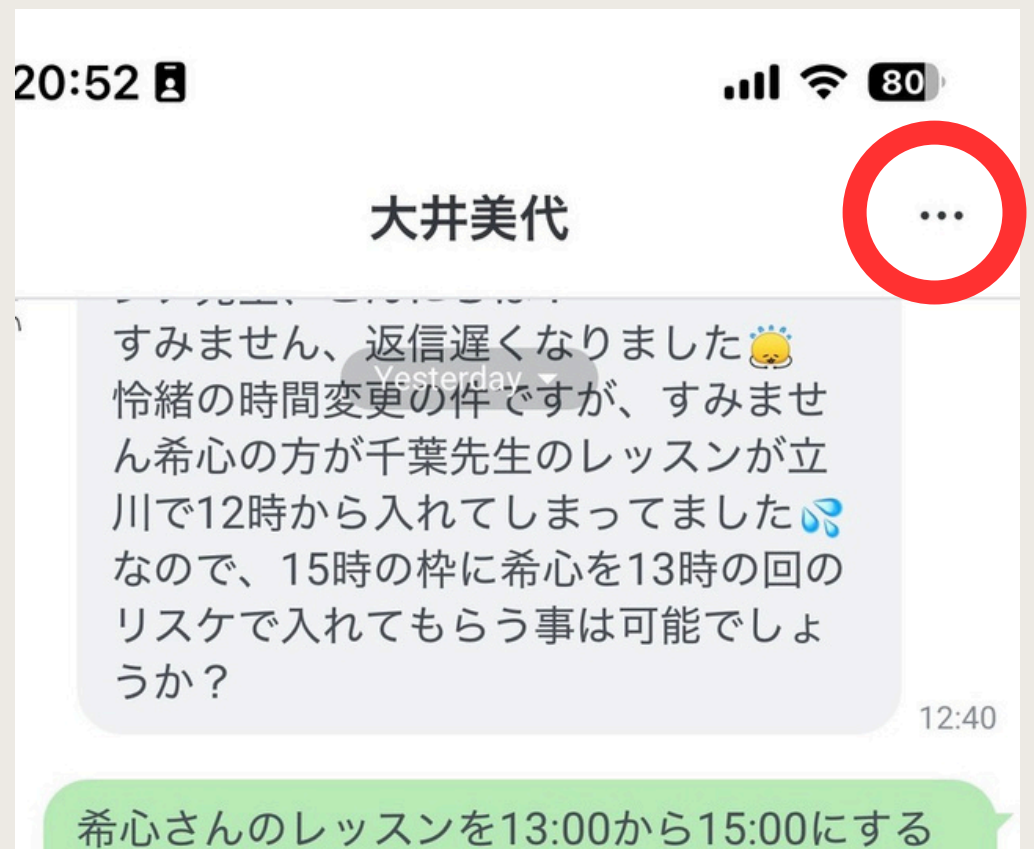 20:52
80
大井美代
…
すみません、返信遅くなりました
Yesterday
怜緒の時間変更の件ですが、すみませ
ん希心の方が千葉先生のレッスンが立
川で12時から入れてしまってました💦
なので、15時の枠に希心を13時の回の
リスケで入れてもらう事は可能でしょ
うか？
12:40
希心さんのレッスンを13:00から15:00にする